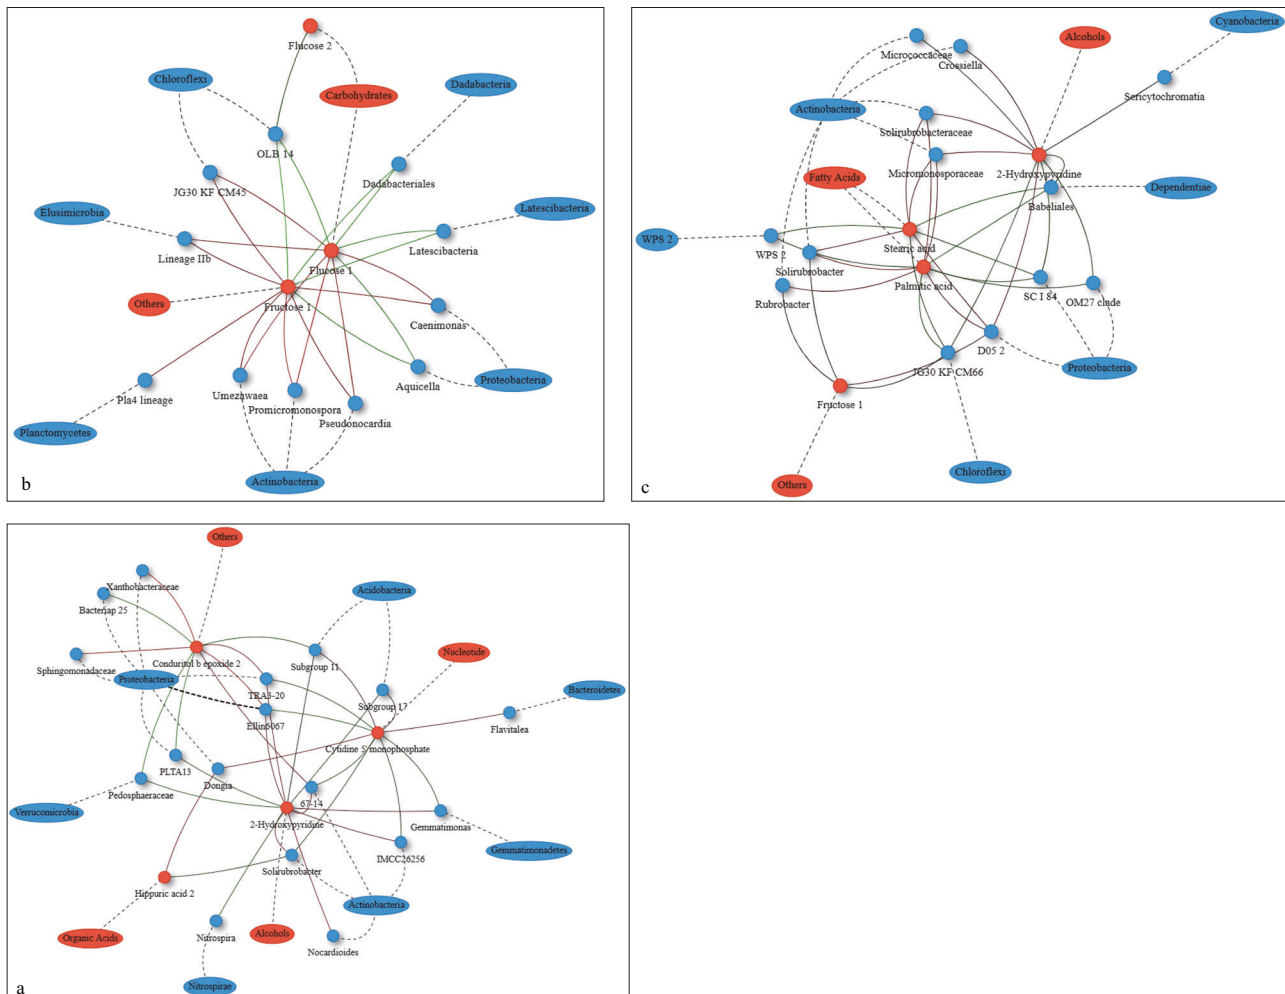 Flucose 2
Chloroflexi
Carbohydrates
Dadabacteria
OLB 14
JG30 KF CM45
Dadabacteriales
Elusimicrobia
Latescibacteria
Lineage IIb
Latescibacteria
Flucose 1
Others
Fructose 1
Caenimonas
Pla4 lineage
Umezawaea
Aquicella
Proteobacteria
Promicromonospora
Pseudonocardia
Planctomycetes
Actinobacteria
b
Cyanobacteria
Alcohols
Micrococcaceae
Crossiella
Sericytochromatia
Actinobacteria
Solirubrobacteraceae
Micromonosporaceae
2-Hydroxypyridine
Fatty Acids
Babeliales
Dependentiae
WPS 2
Stearic acid
WPS 2
Solirubrobacter
Palmitic acid
Rubrobacter
SC I 84
OM27 clade
D05 2
Proteobacteria
JG30 KF CM66
Fructose 1
Chloroflexi
Others
c
Others
Xanthobacteraceae
Acidobacteria
Bacteriap 25
Nucleotide
Sphingomonadaceae
Conduritol b epoxide 2
Subgroup 11
Proteobacteria
TRA3-20
Bacteroidetes
Subgroup 17
Ellin6067
Flavitalea
Cytidine 5'monophosphate
PLTA13
Dongia
Pedosphaeraceae
67-14
Verrucomicrobia
2-Hydroxypyridine
Gemmatimonas
Gemmatimonadetes
IMCC26256
Solirubrobacter
Hippuric acid 2
Actinobacteria
Organic Acids
Alcohols
Nitrospira
Nocardioides
Nitrospirae
a